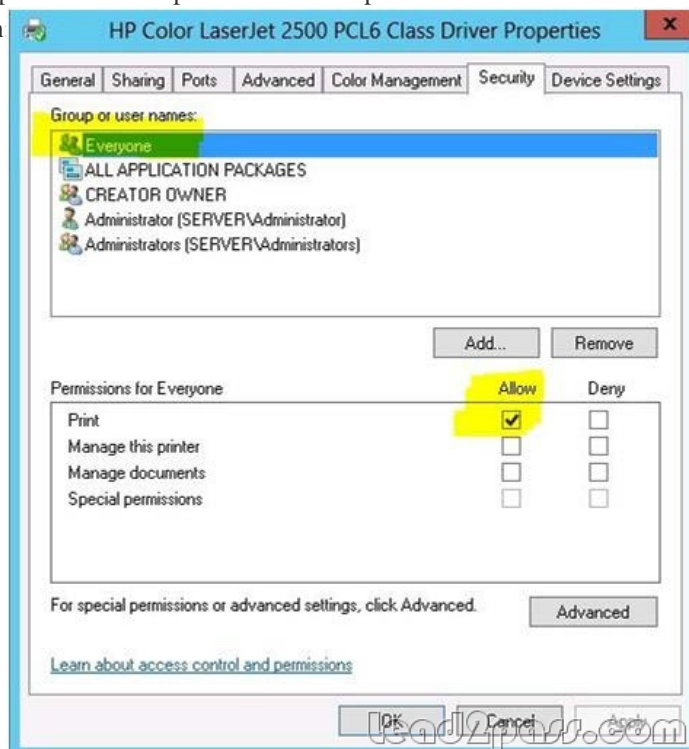 HP Color LaserJet 2500 PCL6 Class Driver Properties
X
General Sharing Ports Advanced Color Management Security Device Settings
Group or user names:
Everyone
ALL APPLICATION PACKAGES
CREATOR OWNER
Administrator (SERVER\Administrator)
Administrators (SERVER\Administrators)
Add... Remove
Permissions for Everyone Allow Deny
Print
Manage this printer
Manage documents
Special permissions
For special permissions or advanced settings, click Advanced.
Advanced
Learn about access control and permissions
OK Cancel Apply
Lead2pass.com